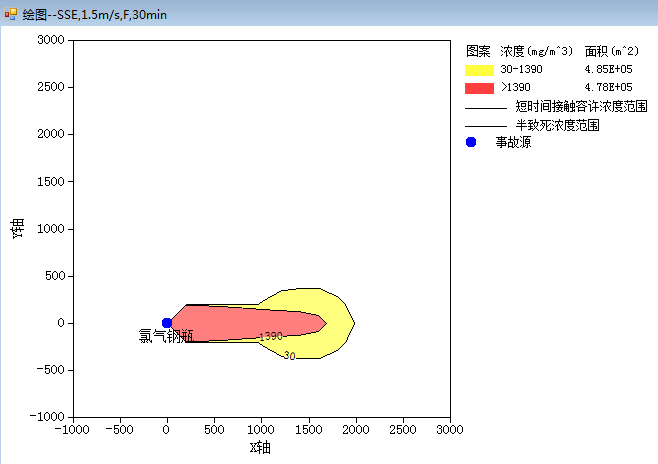 绘图--SSE,1.5m/s,F,30min
图案 浓度(mg/m^3) 面积(m^2)
30-1390 4.85E+05
>1390 4.78E+05
短时间接触容许浓度范围
半致死浓度范围
事故源
3000
2500
2000
1500
1000
500
0
-500
-1000
Y轴
氯气钢瓶
1390
30
-1000 -500 0 500 1000 1500 2000 2500 3000
X轴